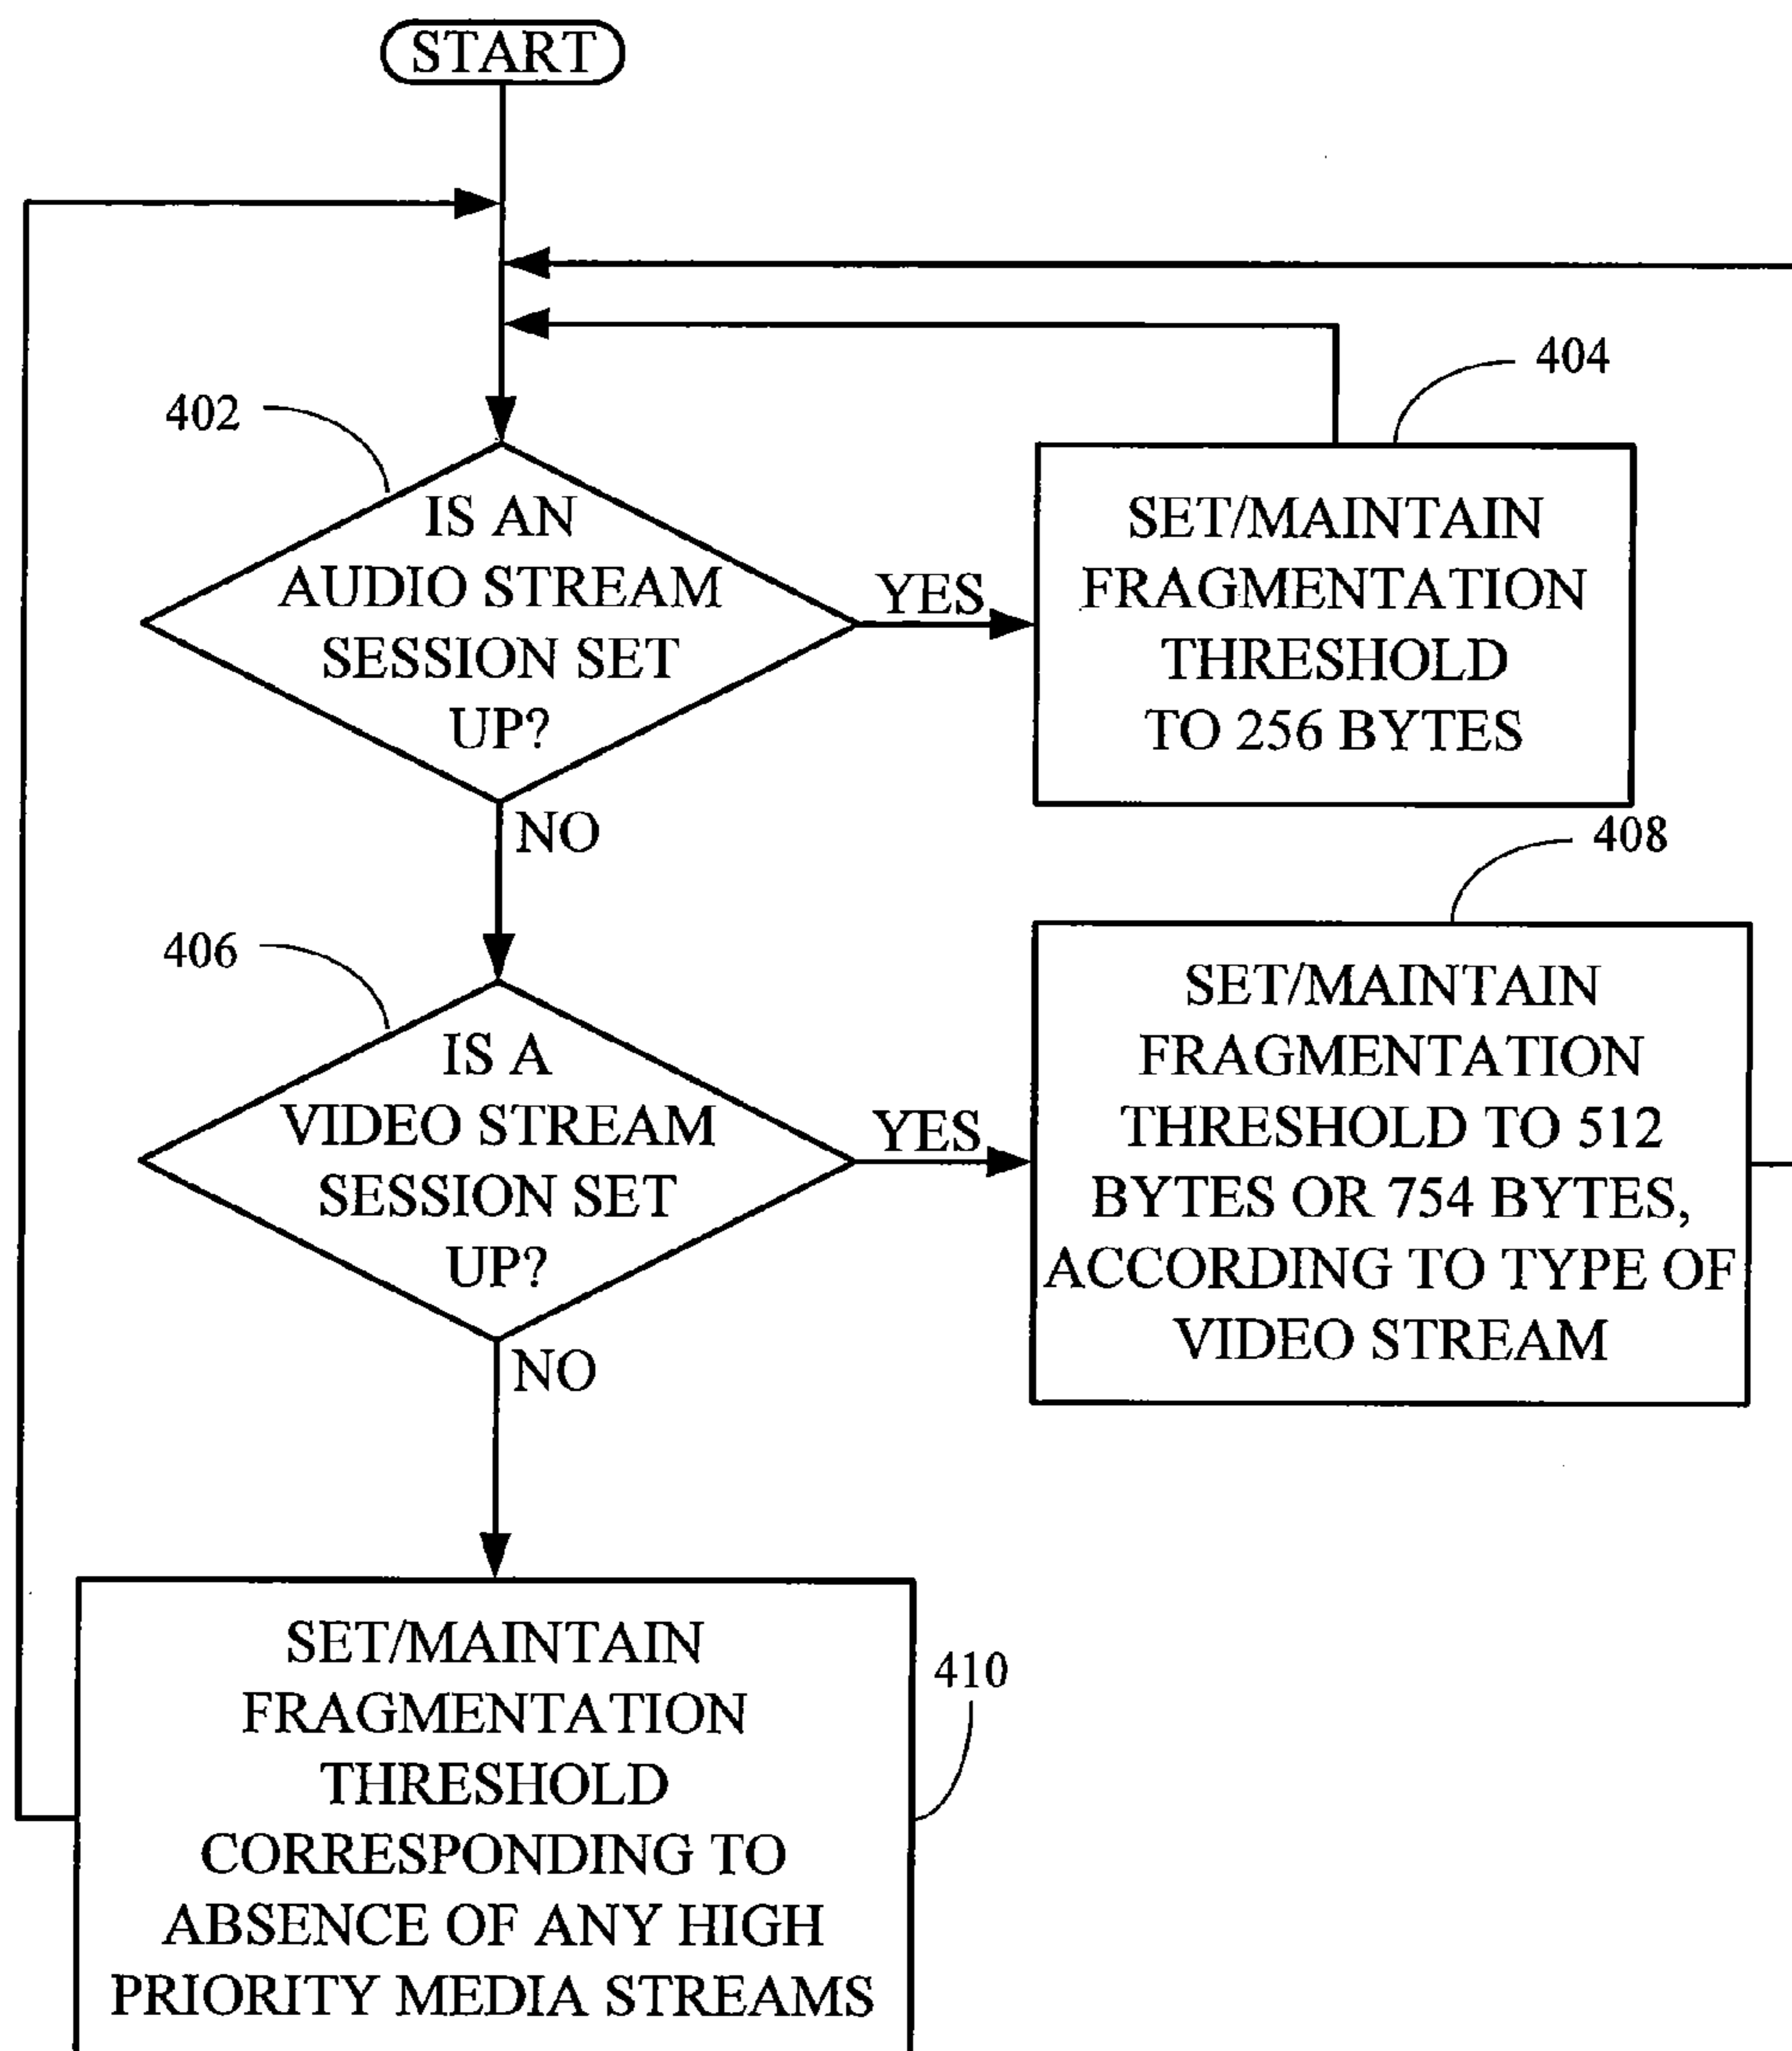 START
404
402
IS AN
AUDIO STREAM
SESSION SET
UP?
YES
SET/MAINTAIN
FRAGMENTATION
THRESHOLD
TO 256 BYTES
NO
408
406
IS A
VIDEO STREAM
SESSION SET
UP?
YES
SET/MAINTAIN
FRAGMENTATION
THRESHOLD TO 512
BYTES OR 754 BYTES,
ACCORDING TO TYPE OF
VIDEO STREAM
NO
410
SET/MAINTAIN
FRAGMENTATION
THRESHOLD
CORRESPONDING TO
ABSENCE OF ANY HIGH
PRIORITY MEDIA STREAMS